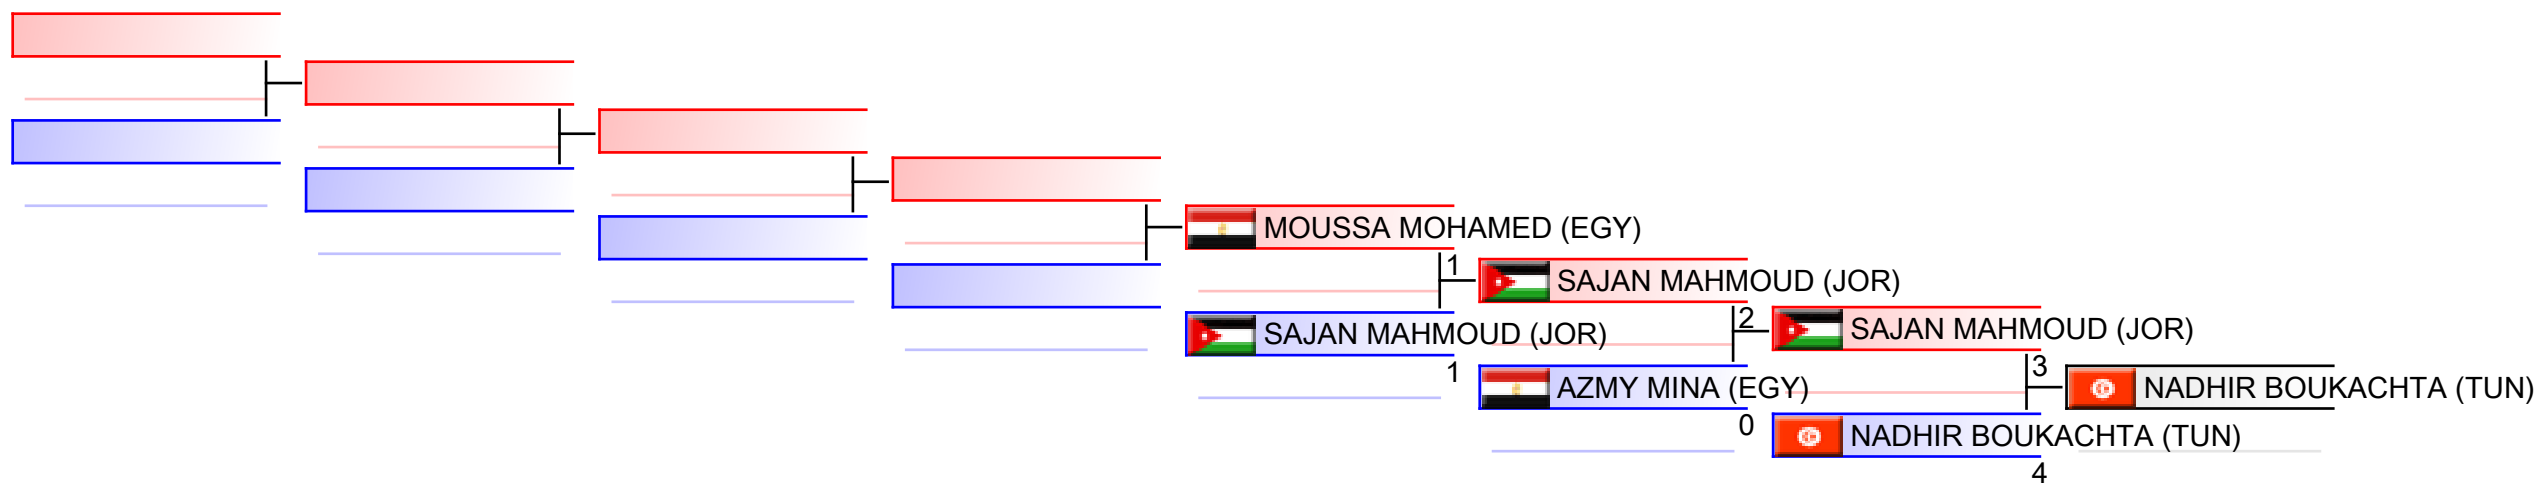 MOUSSA MOHAMED (EGY)
1
SAJAN MAHMOUD (JOR)
1
SAJAN MAHMOUD (JOR)
2
AZMY MINA (EGY)
0
SAJAN MAHMOUD (JOR)
3
NADHIR BOUKACHTA (TUN)
4
NADHIR BOUKACHTA (TUN)